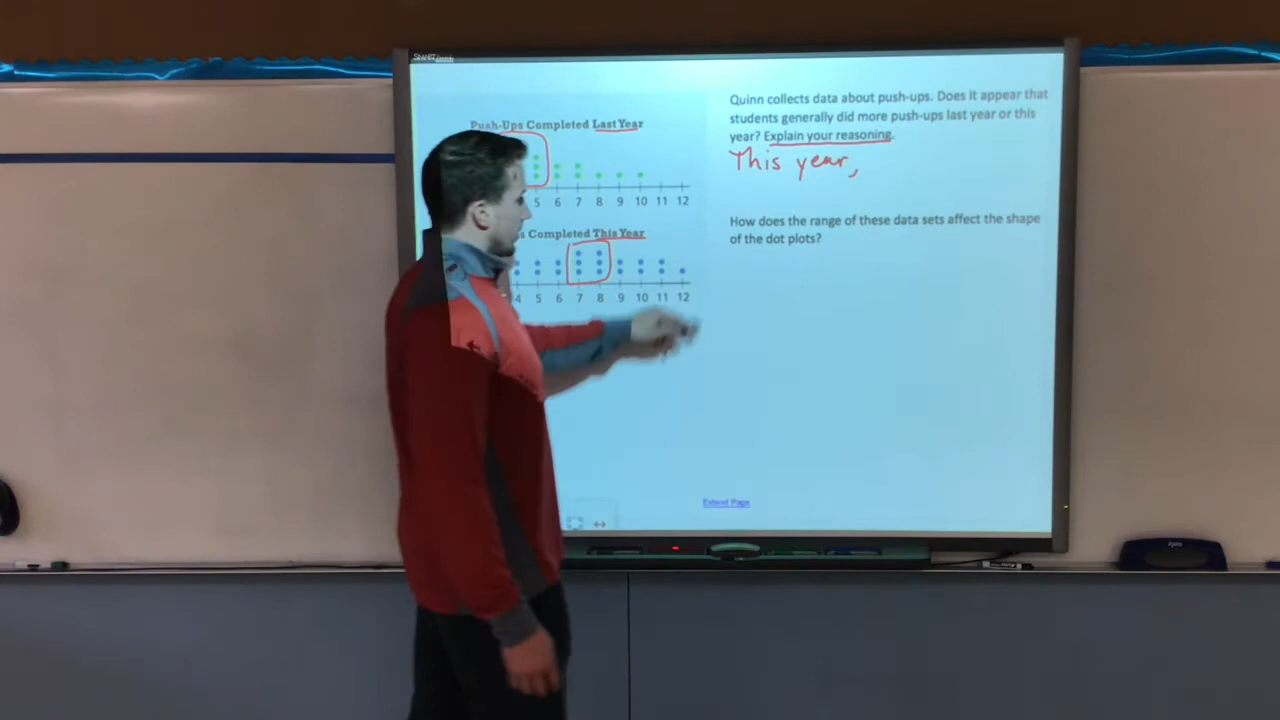 Push-Ups Completed Last Year
5 6 7 8 9 10 11 12
Completed This Year
4 5 6 7 8 9 10 11 12
Quinn collects data about push-ups. Does it appear that
students generally did more push-ups last year or this
year? Explain your reasoning.
This year,
How does the range of these data sets affect the shape
of the dot plots?
Extend Page